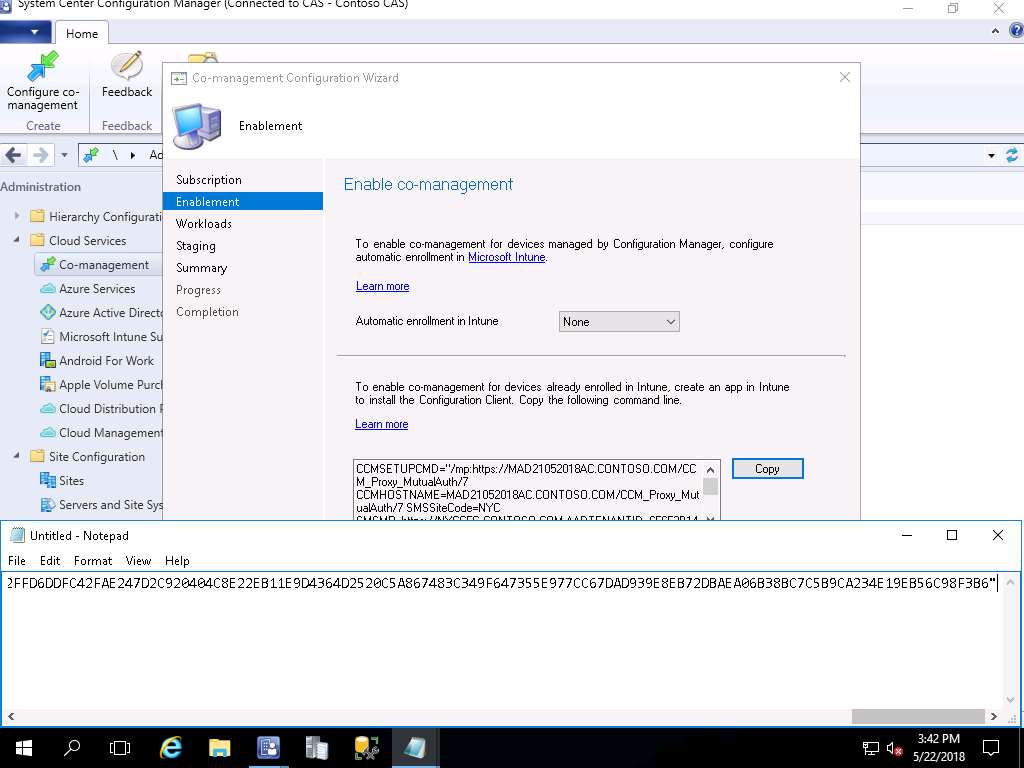 System Center Configuration Manager (Connected to CAS - Contoso CAS)
Home
Configure co-
management
Feedback
Create
Feedback
Co-management Configuration Wizard
Enablement
\
Administration
Hierarchy Configurati
Cloud Services
Co-management
Azure Services
Azure Active Directo
Microsoft Intune Su
Android For Work
Apple Volume Purch
Cloud Distribution
Cloud Management
Site Configuration
Sites
Servers and Site Sys
Subscription
Enablement
Workloads
Staging
Summary
Progress
Completion
Enable co-management
To enable co-management for devices managed by Configuration Manager, configure
automatic enrollment in Microsoft Intune.
Learn more
Automatic enrollment in Intune
None
To enable co-management for devices already enrolled in Intune, create an app in Intune
to install the Configuration Client. Copy the following command line.
Learn more
CCMSETUPCMD="/mp:https://MAD21052018AC.CONTOSO.COM/CC
M_Proxy_MutualAuth/7
CCMHOSTNAME=MAD21052018AC.CONTOSO.COM/CCM_Proxy_Mut
ualAuth/7 SMSSiteCode=NYC
Copy
Untitled - Notepad
File Edit Format View Help
2FFD6DDFC42FAE247D2C920404C8E22EB11E9D4364D2520C5A867483C349F647355E977CC67DAD939E8EB72DBAEA06B38BC7C5B9CA234E19EB56C98F3B6"
3:42 PM
5/22/2018